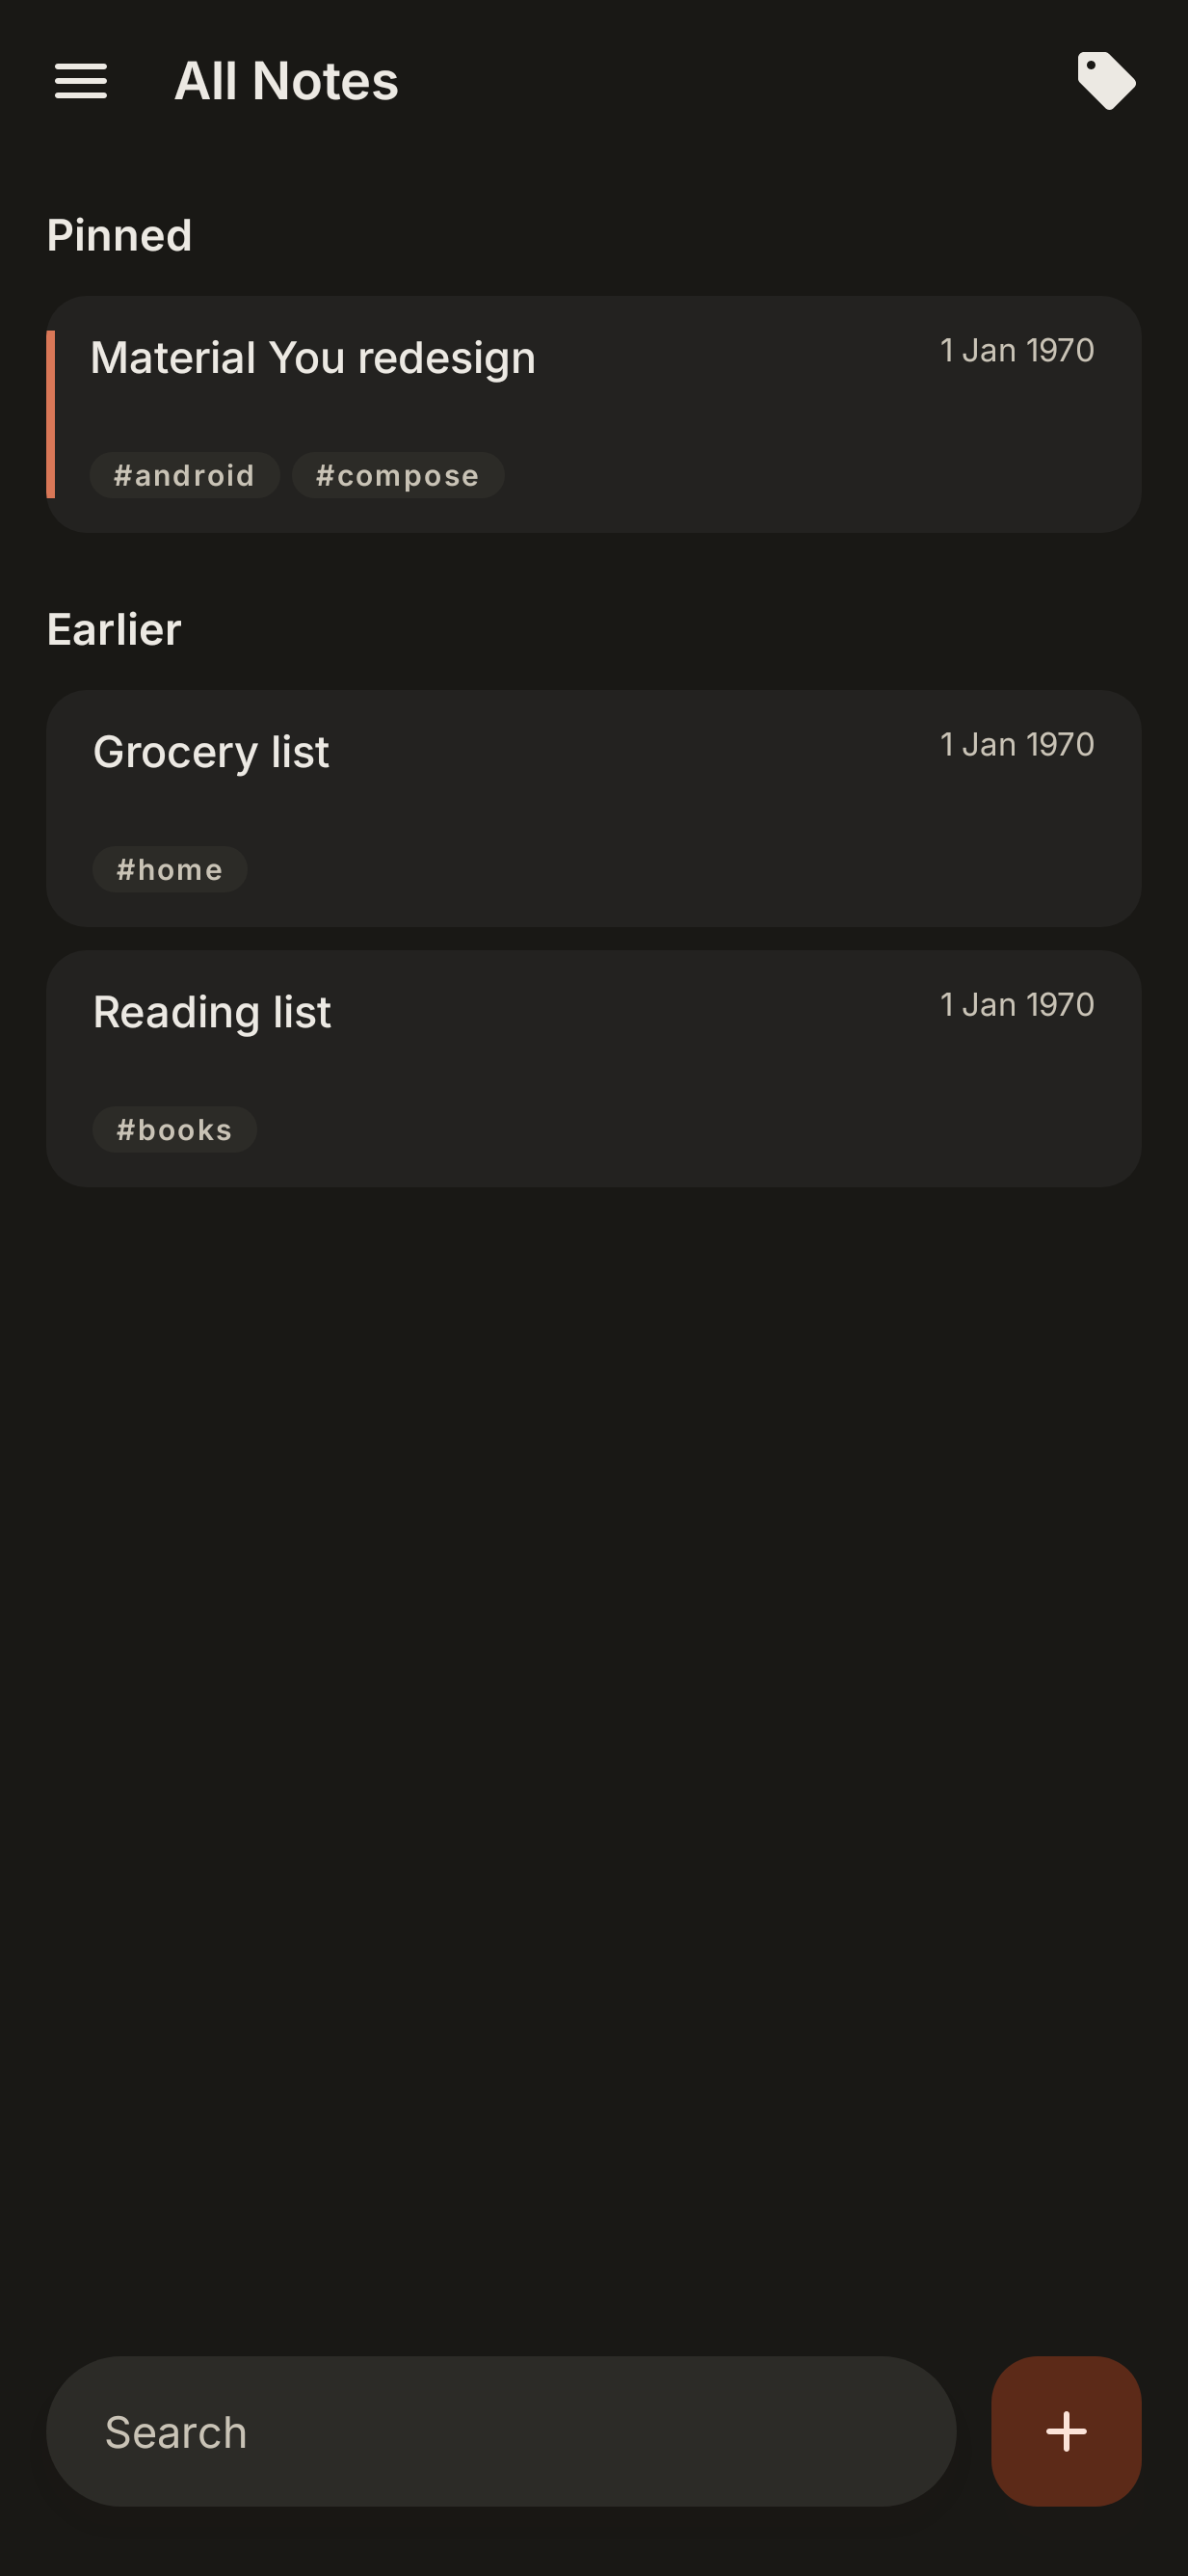 All Notes
Pinned
Material You redesign
1 Jan 1970
#android #compose
Earlier
Grocery list
1 Jan 1970
#home
Reading list
1 Jan 1970
#books
Search